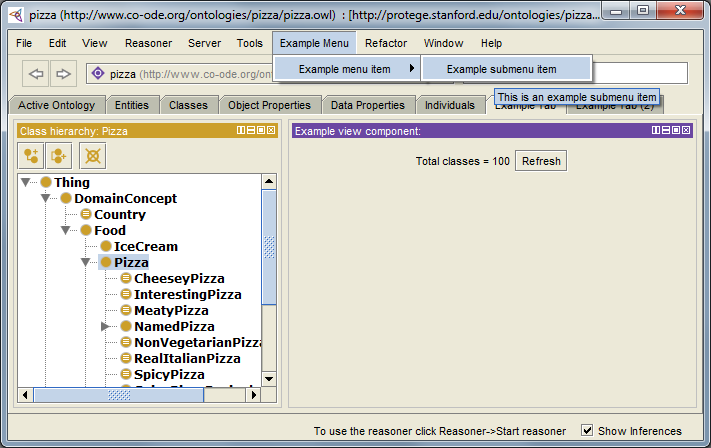 pizza (http://www.co-ode.org/ontologies/pizza/pizza.owl) : [http://protege.stanford.edu/ontologies/pizza...
File Edit View Reasoner Server Tools Example Menu Refactor Window Help
Example menu item Example submenu item
pizza (http://www.co-ode.org/ont
This is an example submenu item
Active Ontology Entities Classes Object Properties Data Properties Individuals Example Tab Example Tab (2)
Class hierarchy: Pizza
Example view component:
Total classes = 100 Refresh
Thing
DomainConcept
Country
Food
IceCream
Pizza
CheeseyPizza
InterestingPizza
MeatyPizza
NamedPizza
NonVegetarianPizza
RealItalianPizza
SpicyPizza
To use the reasoner click Reasoner->Start reasoner Show Inferences